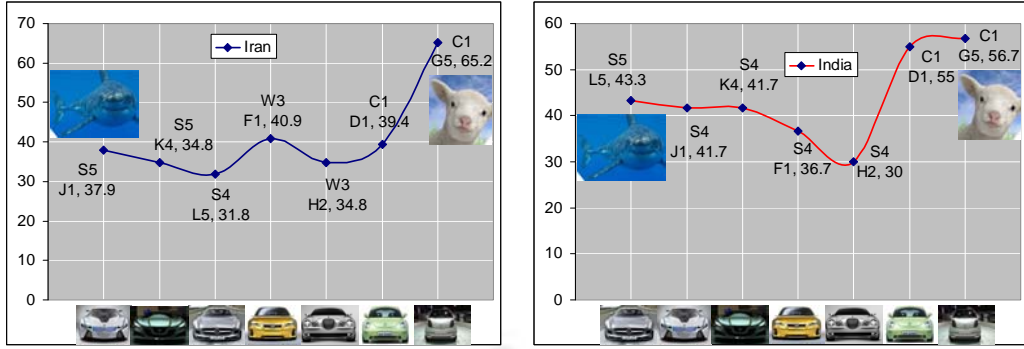 70
60
50
40
30
20
10
0
Iran
S5
J1, 37.9
S5
K4, 34.8
S4
L5, 31.8
W3
F1, 40.9
W3
H2, 34.8
C1
D1, 39.4
C1
G5, 65.2
60
50
40
30
20
10
0
India
S5
L5, 43.3
S4
J1, 41.7
S4
K4, 41.7
S4
F1, 36.7
S4
H2, 30
C1
D1, 55
C1
G5, 56.7